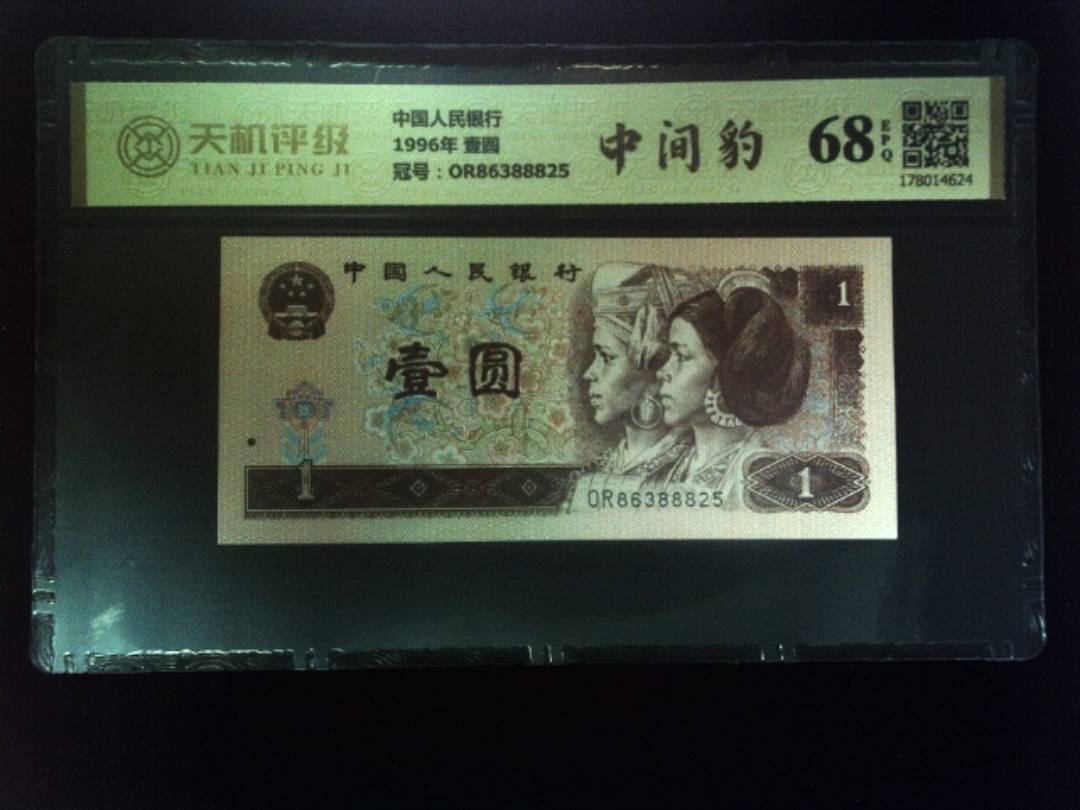 天机评级
TIAN JI PING JI
中国人民银行
1996年 壹圆
冠号：OR86388825
中间豹
68
EPQ
178014624
中国人民银行
壹圆
1
1
OR86388825
1